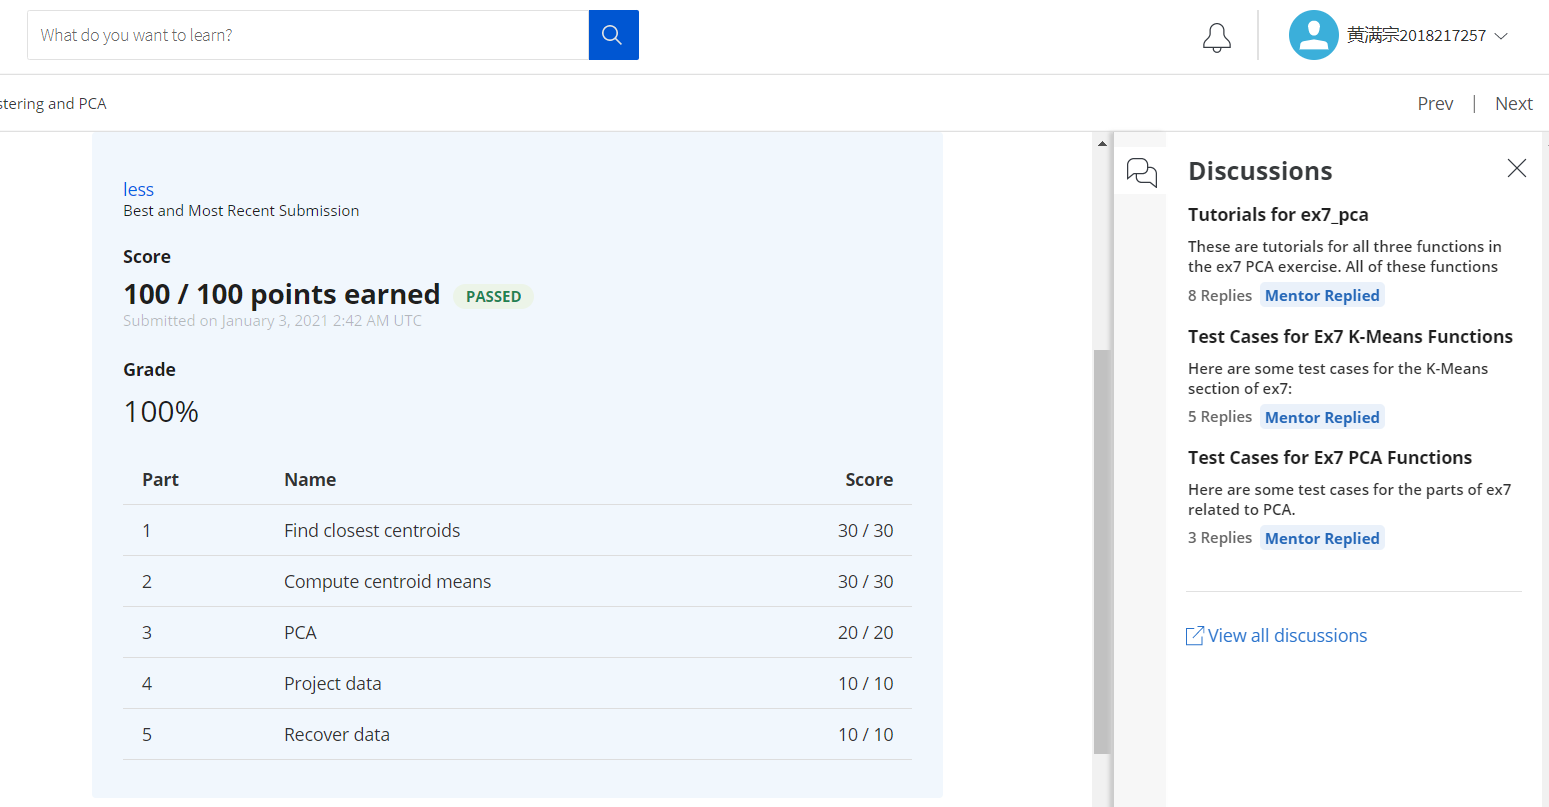 What do you want to learn?
黄满宗2018217257
stering and PCA
Prev | Next
less
Best and Most Recent Submission
Score
100 / 100 points earned PASSED
Submitted on January 3, 2021 2:42 AM UTC
Grade
100%
Part Name Score
1 Find closest centroids 30 / 30
2 Compute centroid means 30 / 30
3 PCA 20 / 20
4 Project data 10 / 10
5 Recover data 10 / 10
Discussions
Tutorials for ex7_pca
These are tutorials for all three functions in
the ex7 PCA exercise. All of these functions
8 Replies Mentor Replied
Test Cases for Ex7 K-Means Functions
Here are some test cases for the K-Means
section of ex7:
5 Replies Mentor Replied
Test Cases for Ex7 PCA Functions
Here are some test cases for the parts of ex7
related to PCA.
3 Replies Mentor Replied
View all discussions